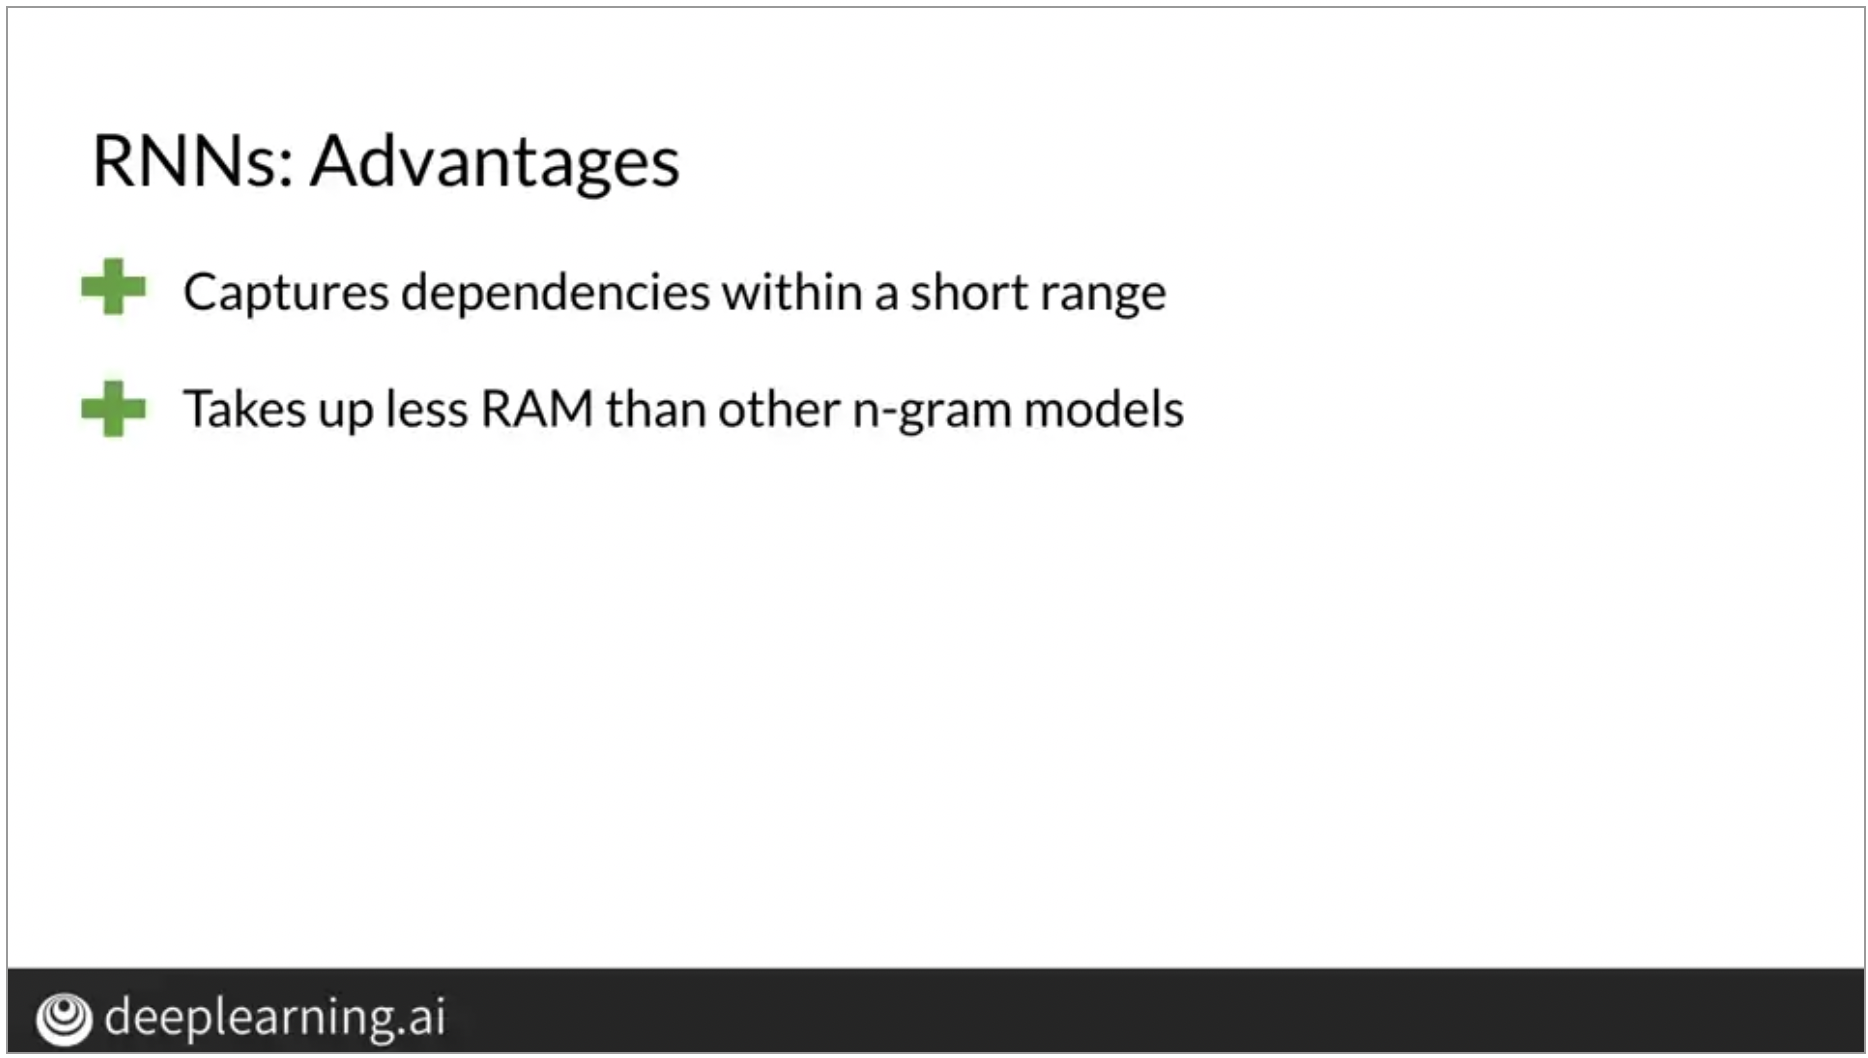 RNNs: Advantages
Captures dependencies within a short range
Takes up less RAM than other n-gram models
deeplearning.ai